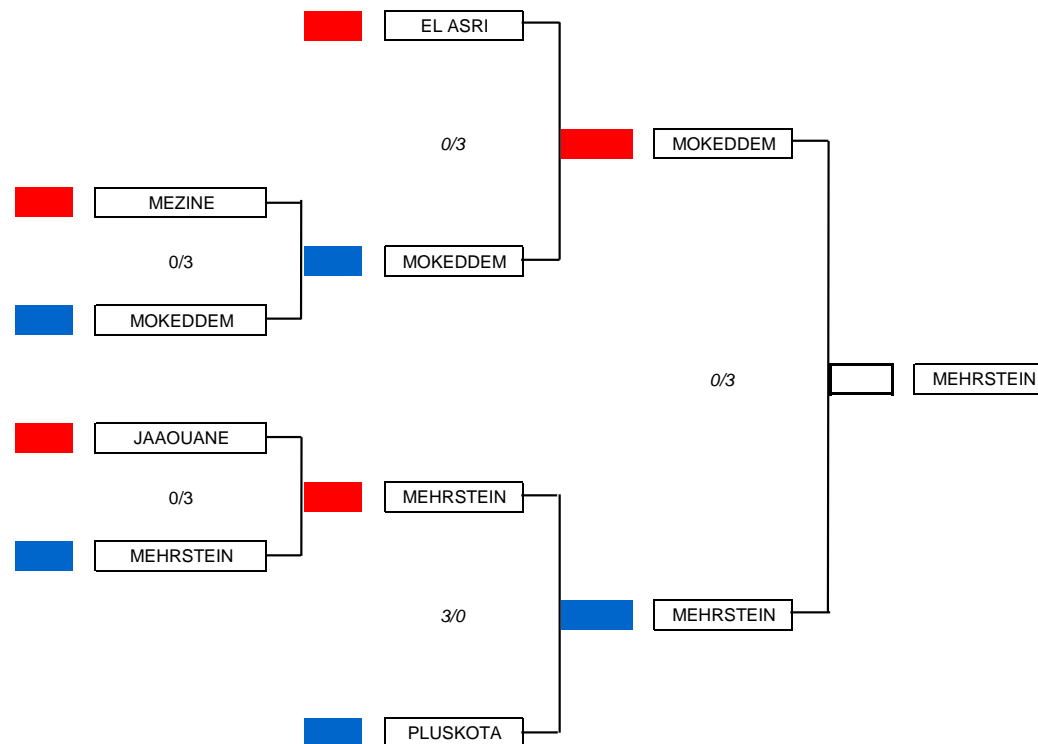 EL ASRI
0/3
MOKEDDEM
MEZINE
0/3
MOKEDDEM
MOKEDDEM
0/3
MEHRSTEIN
JAAOUANE
0/3
MEHRSTEIN
MEHRSTEIN
3/0
MEHRSTEIN
PLUSKOTA